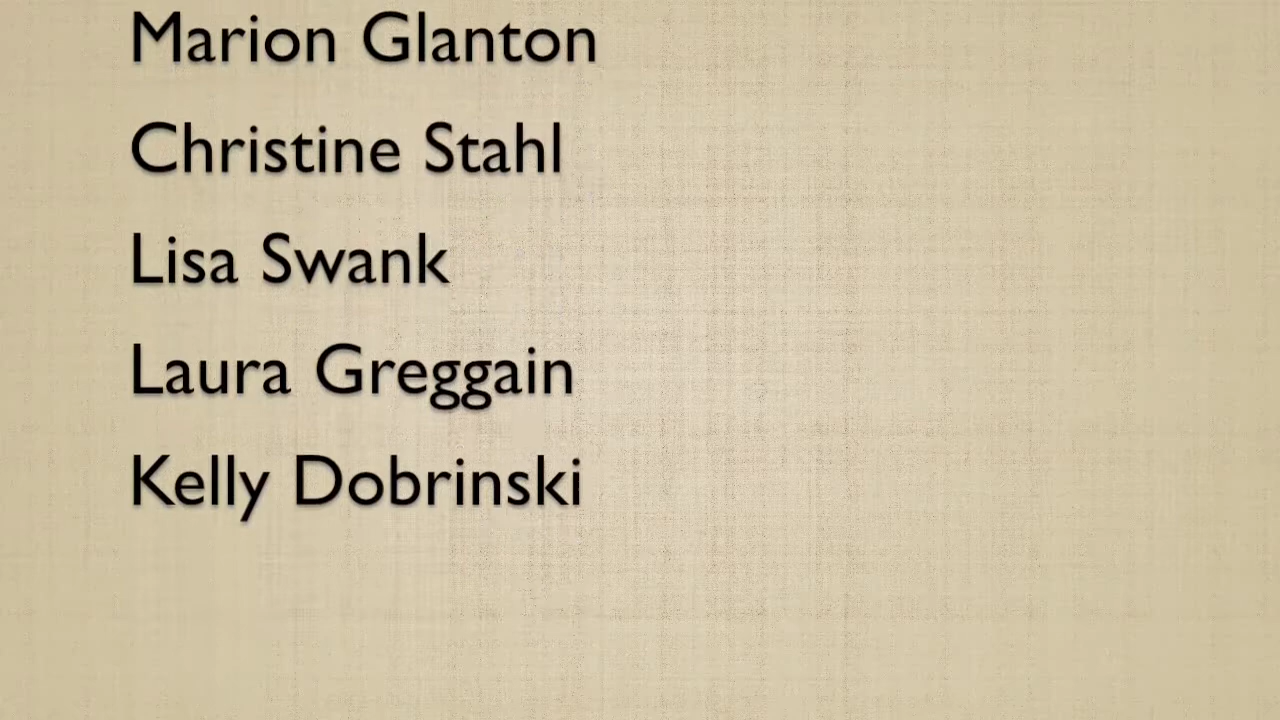 Marion Glanton
Christine Stahl
Lisa Swank
Laura Greggain
Kelly Dobrinski